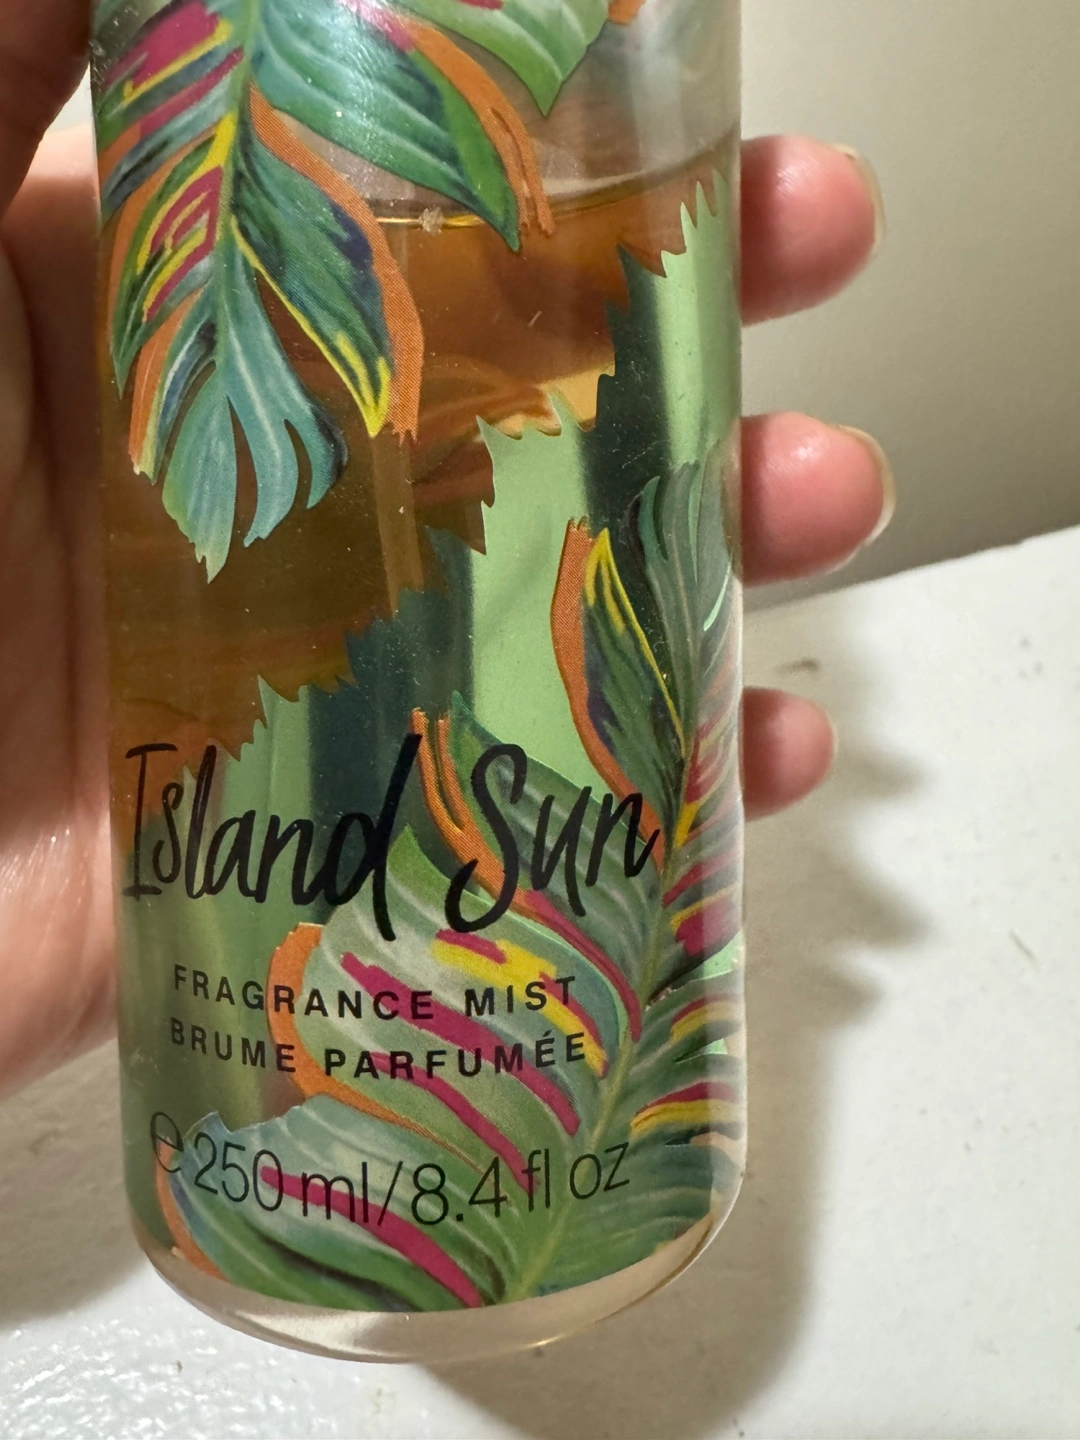 Island Sun
FRAGRANCE MIST
BRUME PARFUMÉE
℮ 250 ml/8.4 fl oz